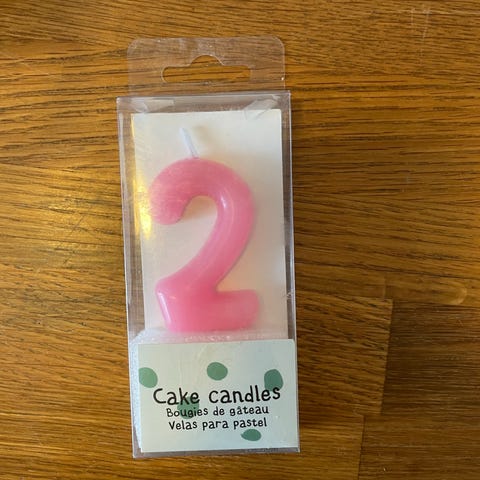 2
Cake candles
Bougies de gâteau
Velas para pastel